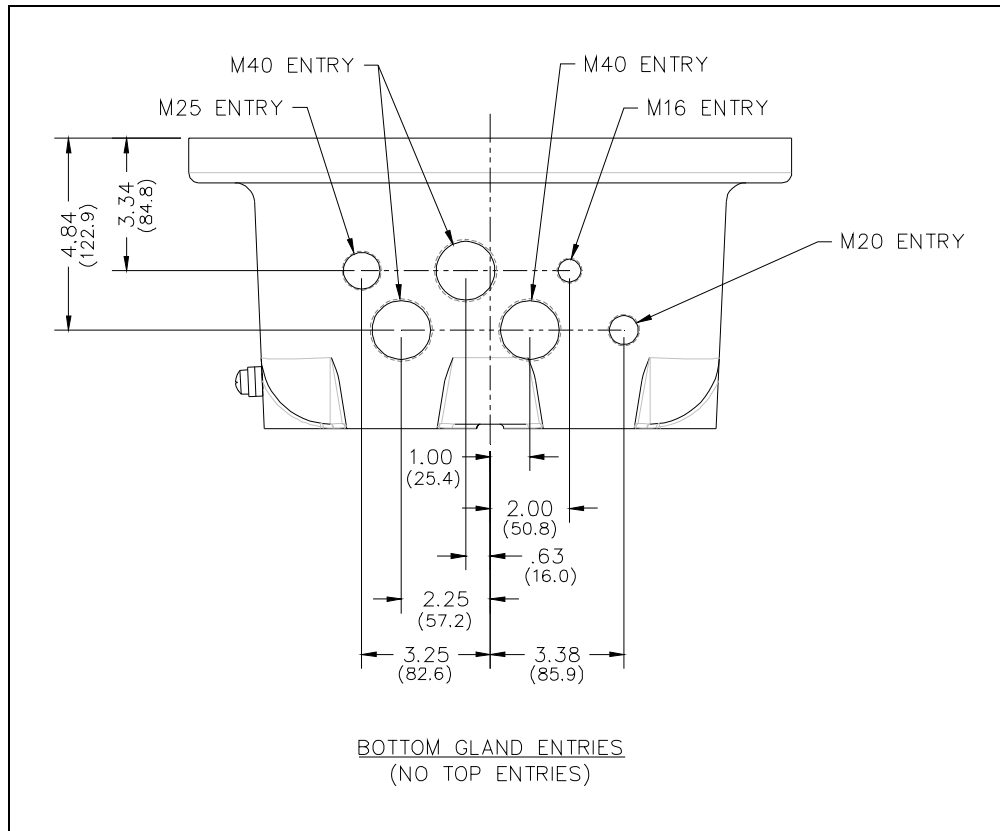 M40 ENTRY
M40 ENTRY
M25 ENTRY
M16 ENTRY
3.34
(84.8)
4.84
(122.9)
M20 ENTRY
1.00
(25.4)
2.00
(50.8)
.63
(16.0)
2.25
(57.2)
3.25
(82.6)
3.38
(85.9)
BOTTOM GLAND ENTRIES
(NO TOP ENTRIES)